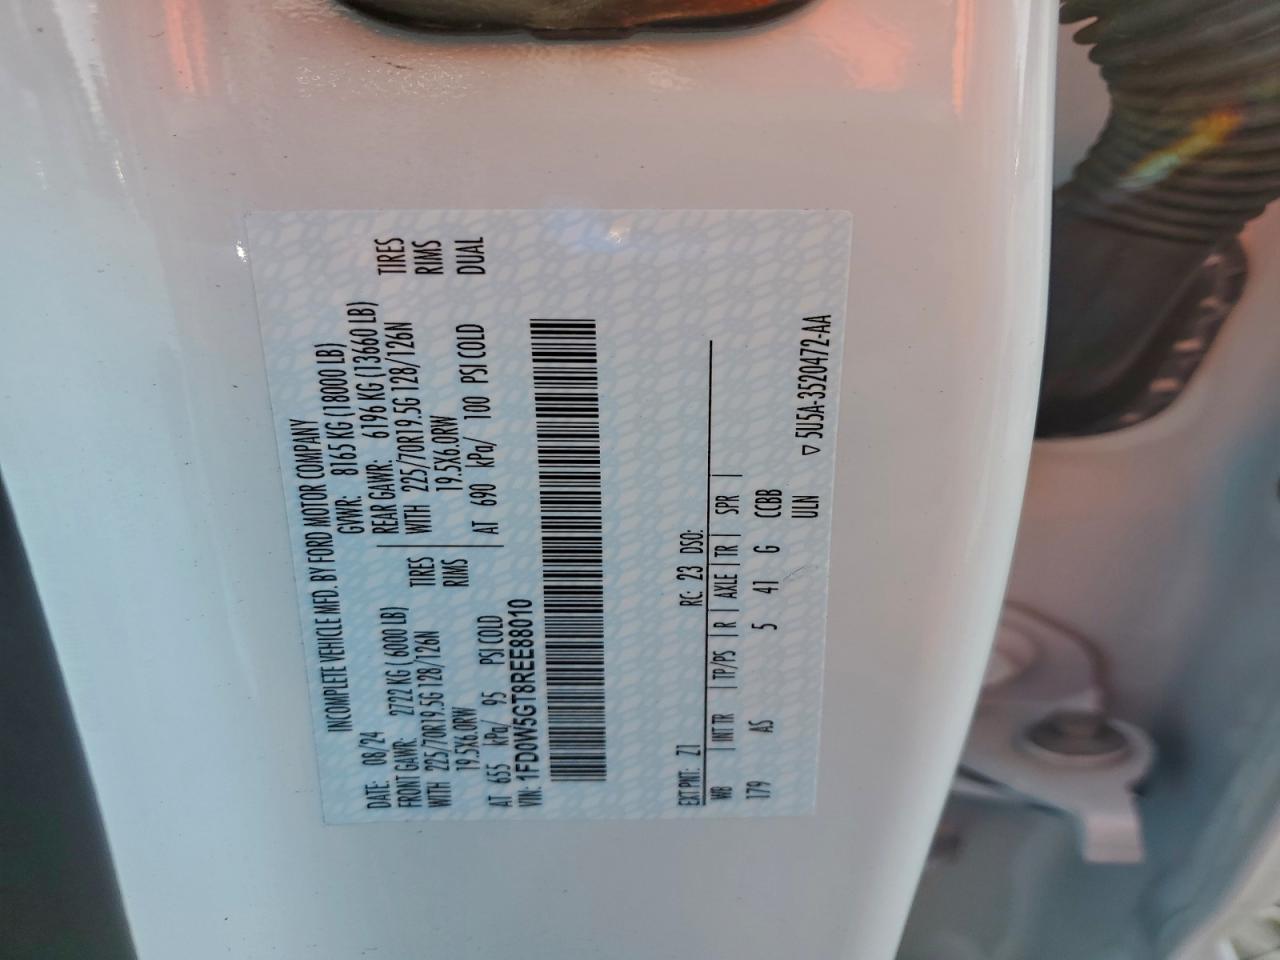 INCOMPLETE VEHICLE MFD. BY FORD MOTOR COMPANY
DATE: 08/24 GVWR: 8165 KG (18000 LB)
FRONT GAWR: 2722 KG (6000 LB) REAR GAWR: 6196 KG (13660 LB)
WITH 225/70R19.5G 128/126N TIRES WITH 225/70R19.5G 128/126N TIRES
19.5X6.0RW RIMS 19.5X6.0RW RIMS
AT 655 kPa/ 95 PSI COLD AT 690 kPa/ 100 PSI COLD DUAL
VIN: 1FD0W5GT8REE88010
EXT PNT: Z1 RC: 23 DSO:
WB | INT TR | TP/PS | R | AXLE | TR | SPR |
179 AS 5 41 G CCBB
ULN
▽ 5U5A-3520472-AA